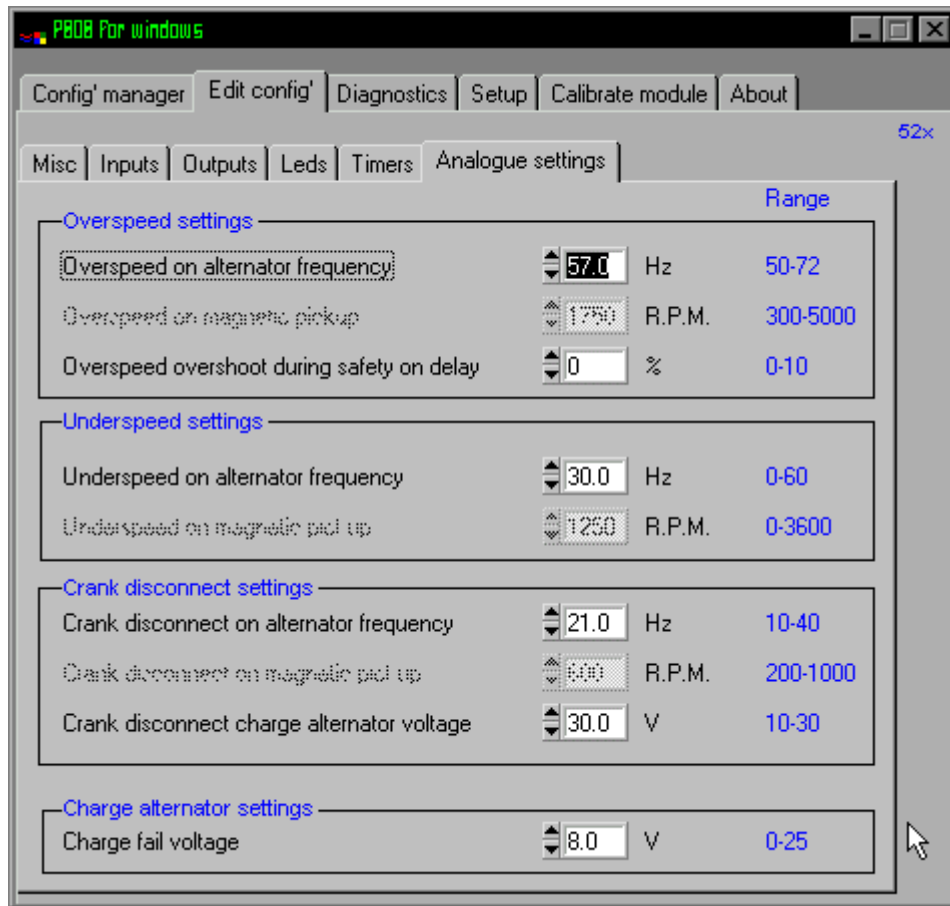 P808 For windows
Config' manager Edit config' Diagnostics Setup Calibrate module About
52x
Misc Inputs Outputs Leds Timers Analogue settings
Range
Overspeed settings
Overspeed on alternator frequency 57.0 Hz 50-72
Overspeed on magnetic pickup 1750 R.P.M. 300-5000
Overspeed overshoot during safety on delay 0 % 0-10
Underspeed settings
Underspeed on alternator frequency 30.0 Hz 0-60
Underspeed on magnetic pict up 1250 R.P.M. 0-3600
Crank disconnect settings
Crank disconnect on alternator frequency 21.0 Hz 10-40
Crank disconnect on magnetic pict up 600 R.P.M. 200-1000
Crank disconnect charge alternator voltage 30.0 V 10-30
Charge alternator settings
Charge fail voltage 8.0 V 0-25